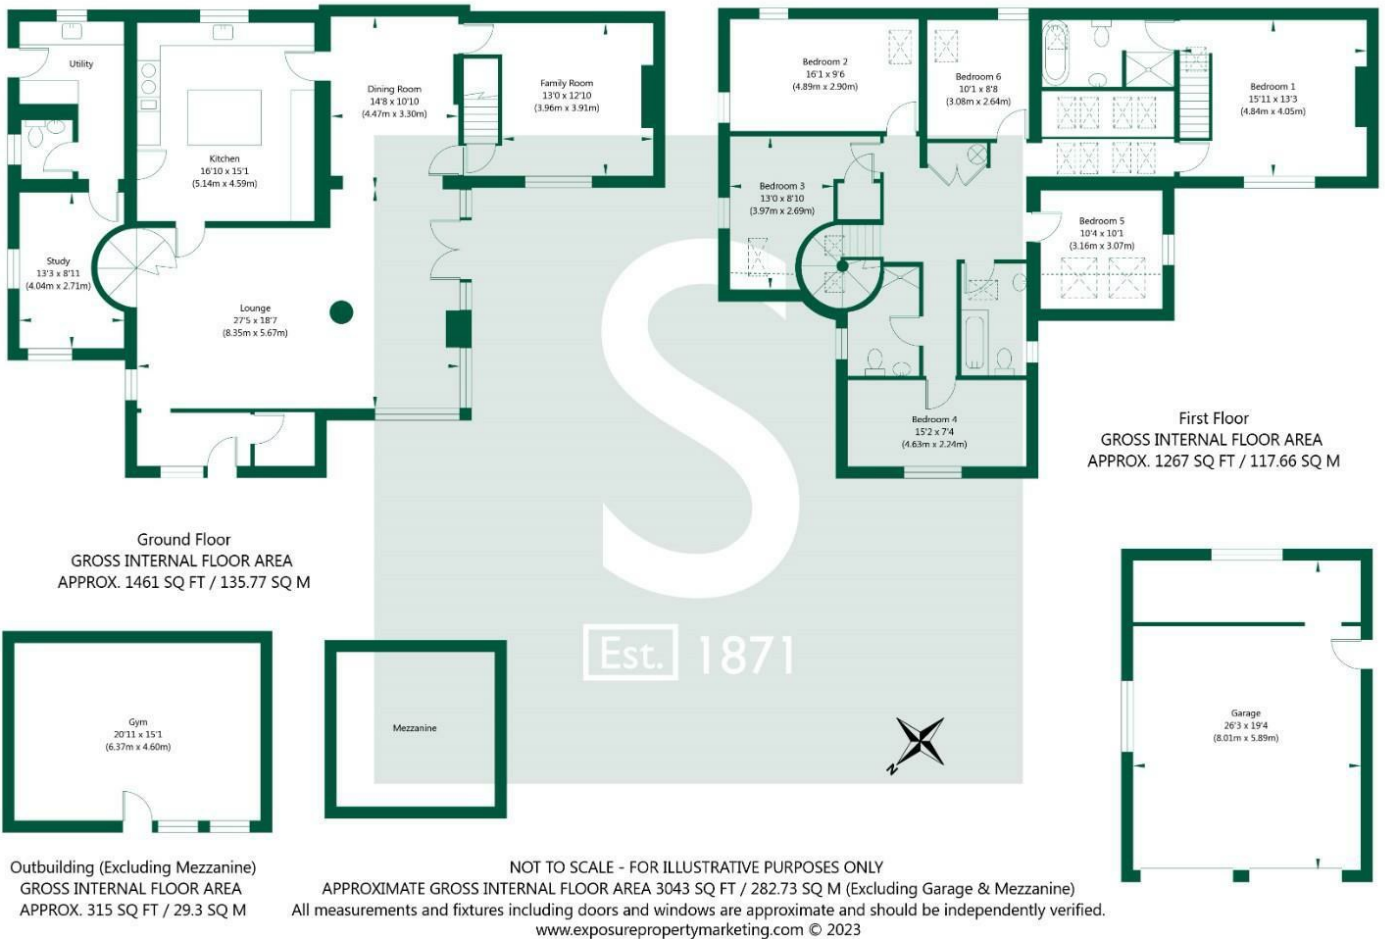 Utility
Kitchen
16'10 x 15'1
(5.14m x 4.59m)
Dining Room
14'8 x 10'10
(4.47m x 3.30m)
Family Room
13'0 x 12'10
(3.96m x 3.91m)
Study
13'3 x 8'11
(4.04m x 2.71m)
Lounge
27'5 x 18'7
(8.35m x 5.67m)
Bedroom 2
16'1 x 9'6
(4.89m x 2.90m)
Bedroom 6
10'1 x 8'8
(3.08m x 2.64m)
Bedroom 1
15'11 x 13'3
(4.84m x 4.05m)
Bedroom 3
13'0 x 8'10
(3.97m x 2.69m)
Bedroom 5
10'4 x 10'1
(3.16m x 3.07m)
Bedroom 4
15'2 x 7'4
(4.63m x 2.24m)
First Floor
GROSS INTERNAL FLOOR AREA
APPROX. 1267 SQ FT / 117.66 SQ M
Ground Floor
GROSS INTERNAL FLOOR AREA
APPROX. 1461 SQ FT / 135.77 SQ M
S
Est. 1871
Gym
20'11 x 15'1
(6.37m x 4.60m)
Mezzanine
N
Garage
26'3 x 19'4
(8.01m x 5.89m)
Outbuilding (Excluding Mezzanine)
GROSS INTERNAL FLOOR AREA
APPROX. 315 SQ FT / 29.3 SQ M
NOT TO SCALE - FOR ILLUSTRATIVE PURPOSES ONLY
APPROXIMATE GROSS INTERNAL FLOOR AREA 3043 SQ FT / 282.73 SQ M (Excluding Garage & Mezzanine)
All measurements and fixtures including doors and windows are approximate and should be independently verified.
www.exposurepropertymarketing.com © 2023